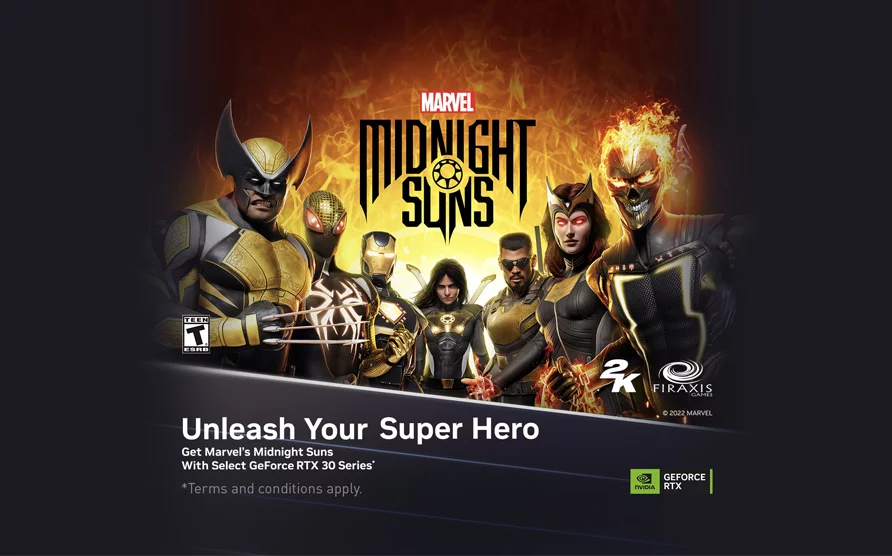 MARVEL
MIDNIGHT
SUNS
TEEN
T
ESRB
2K
FIRAXIS
GAMES
© 2022 MARVEL
Unleash Your Super Hero
Get Marvel's Midnight Suns
With Select GeForce RTX 30 Series*
*Terms and conditions apply.
NVIDIA
GEFORCE
RTX